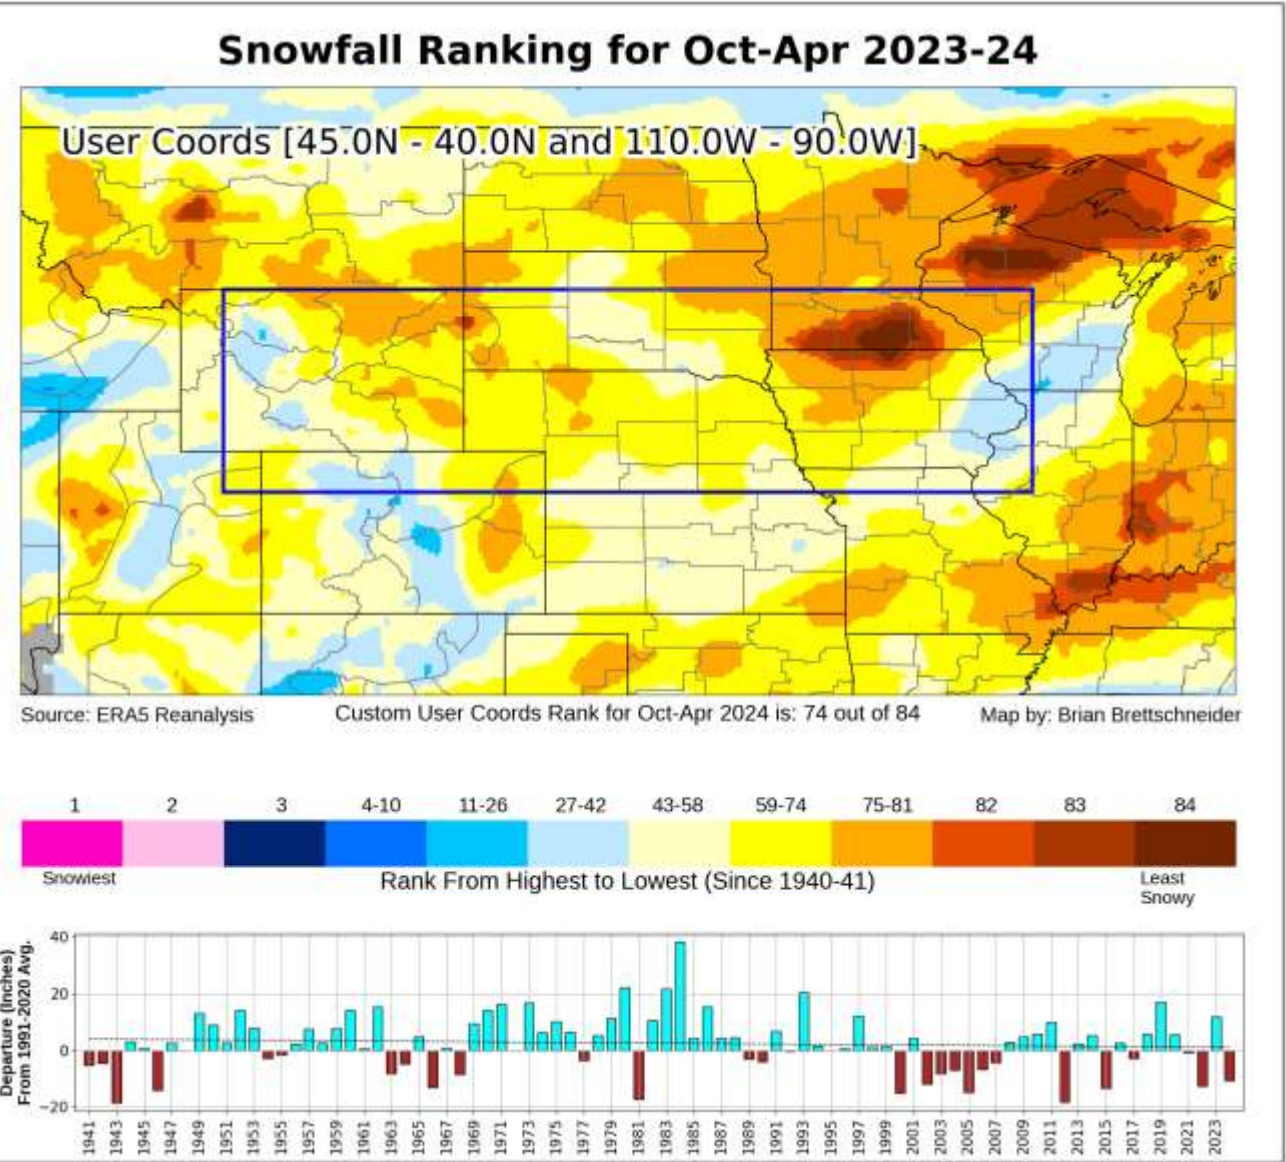 Snowfall Ranking for Oct-Apr 2023-24
User Coords [45.0N - 40.0N and 110.0W - 90.0W]
Source: ERA5 Reanalysis Custom User Coords Rank for Oct-Apr 2024 is: 74 out of 84 Map by: Brian Brettschneider
1 2 3 4-10 11-26 27-42 43-58 59-74 75-81 82 83 84
Snowiest Rank From Highest to Lowest (Since 1940-41) Least
Snowy
Departure (Inches)
From 1991-2020 Avg.
40
20
0
−20
1941 1943 1945 1947 1949 1951 1953 1955 1957 1959 1961 1963 1965 1967 1969 1971 1973 1975 1977 1979 1981 1983 1985 1987 1989 1991 1993 1995 1997 1999 2001 2003 2005 2007 2009 2011 2013 2015 2017 2019 2021 2023